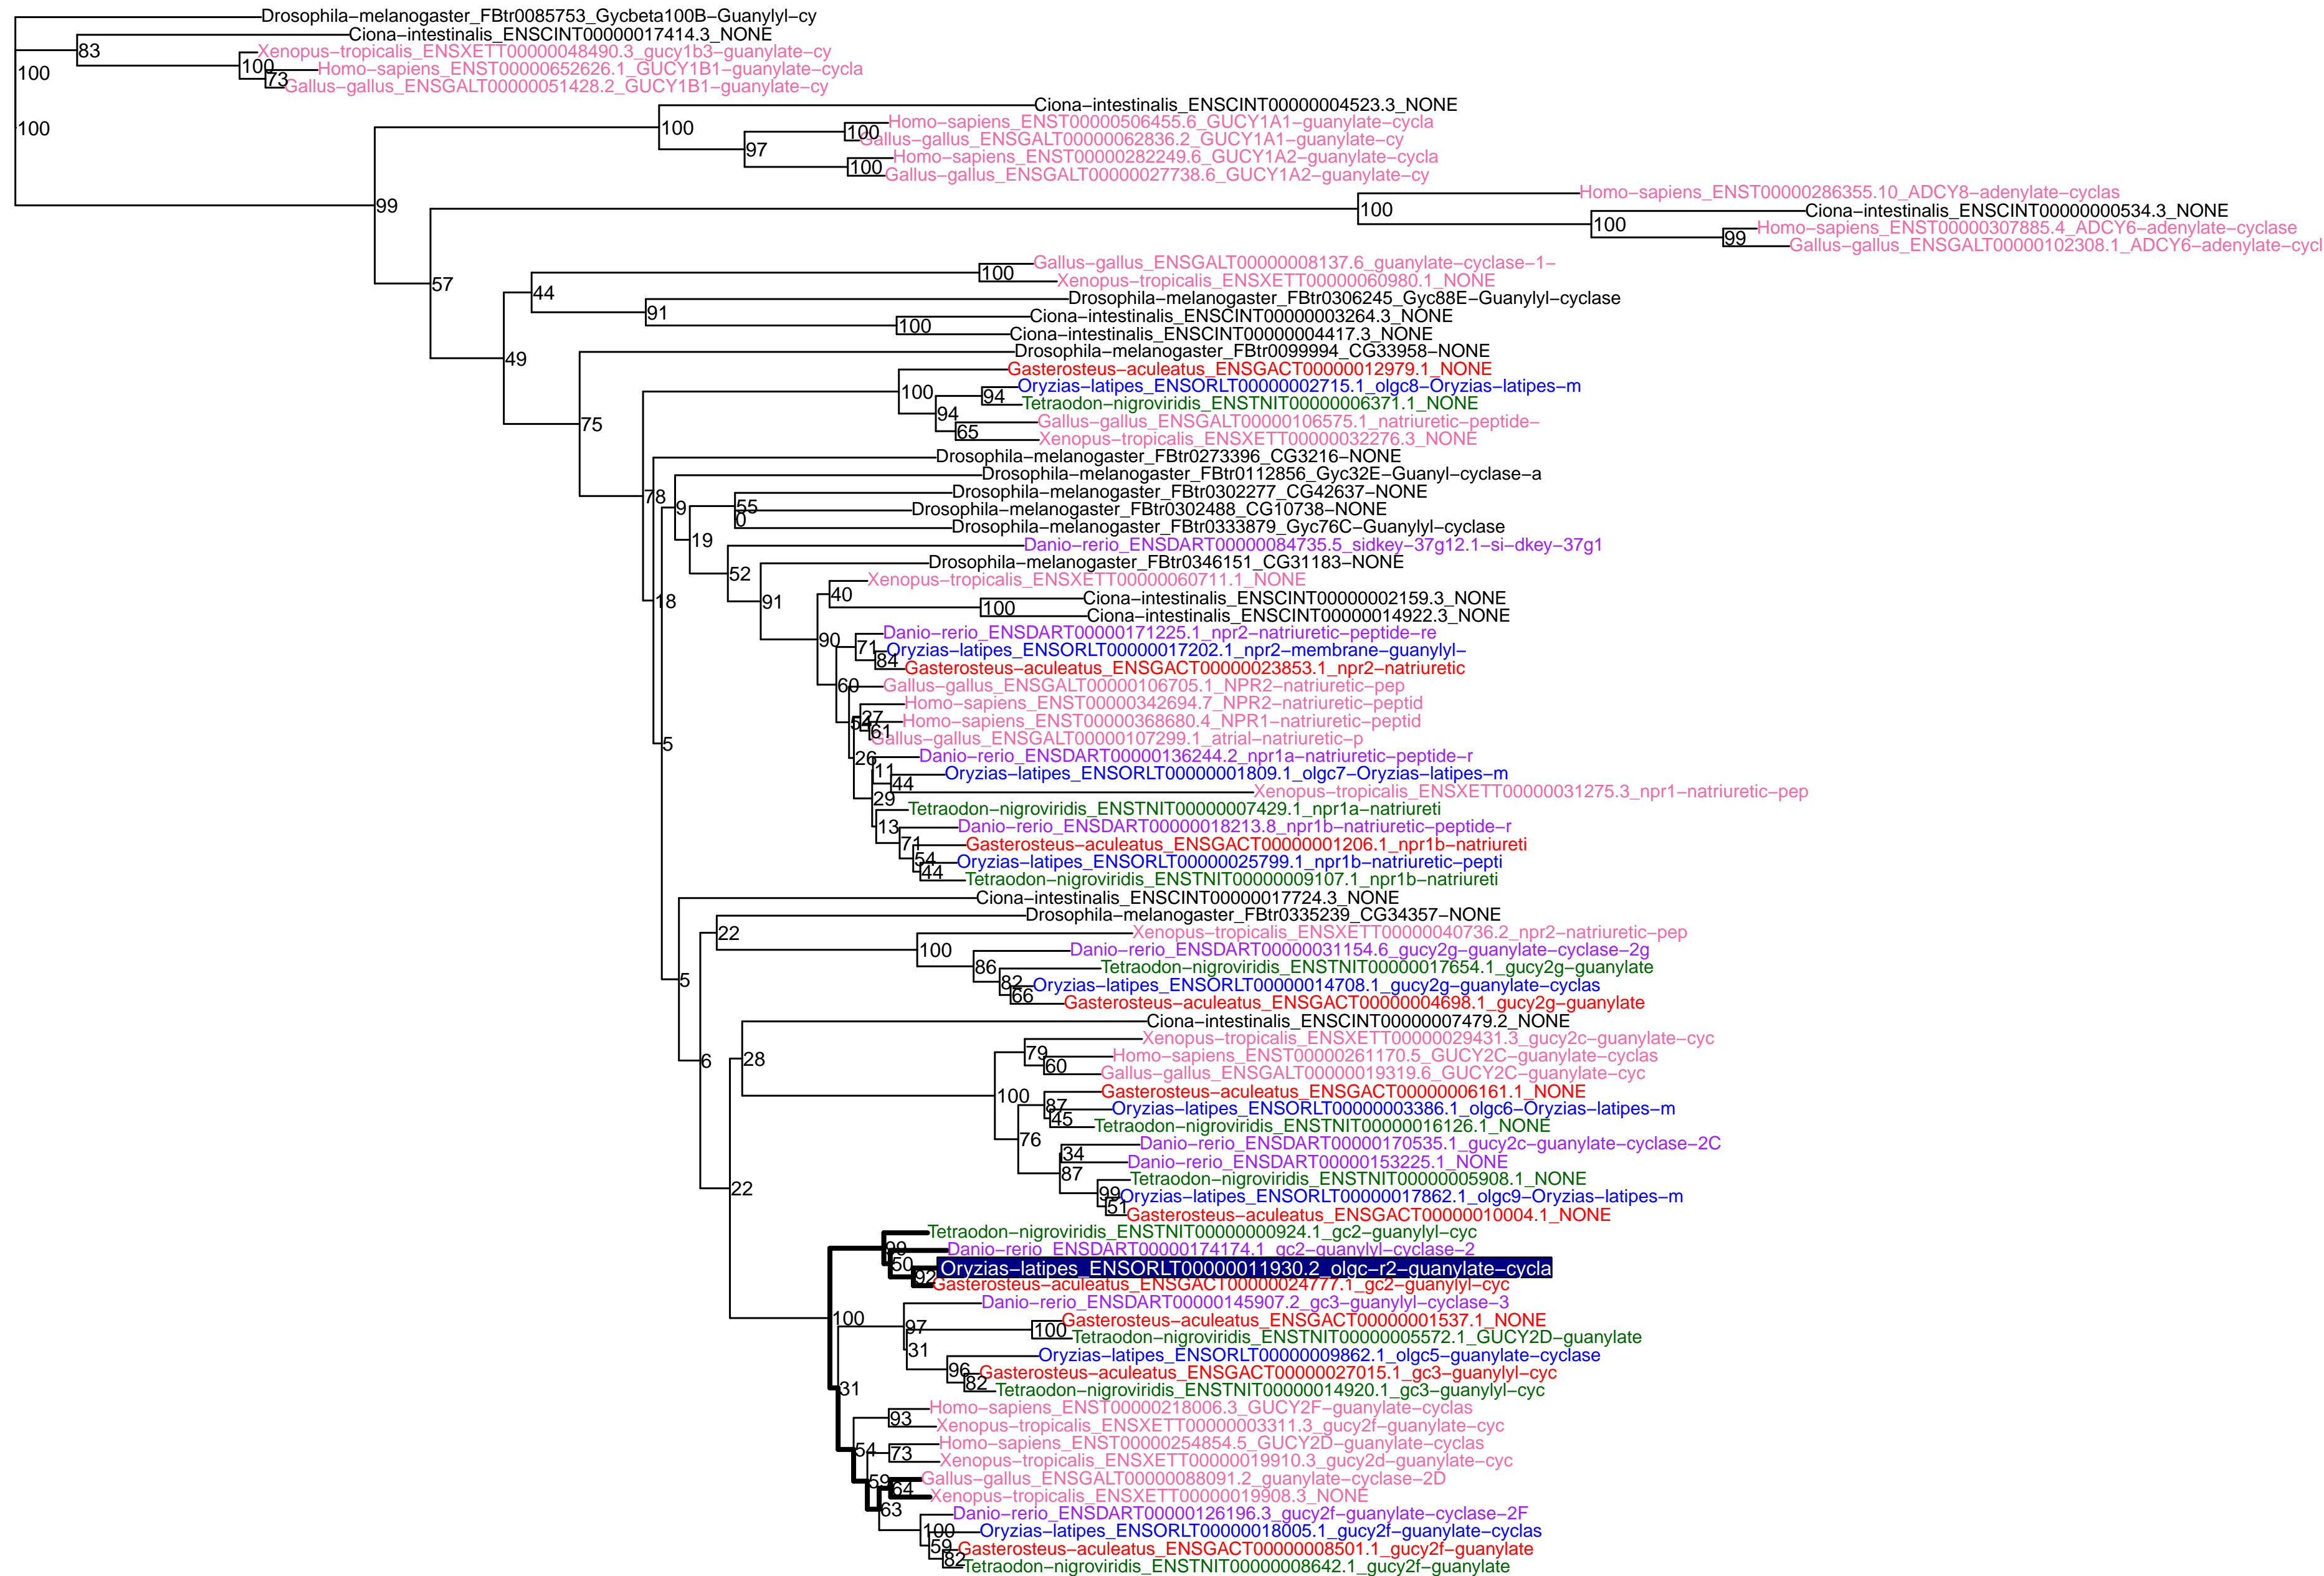 Drosophila−melanogaster_FBtr0085753_Gycbeta100B−Guanylyl−cy
Ciona−intestinalis_ENSCINT00000017414.3_NONE
83
Xenopus−tropicalis_ENSXETT00000048490.3_gucy1b3−guanylate−cy
100
100
Homo−sapiens_ENST00000652626.1_GUCY1B1−guanylate−cycla
73
Gallus−gallus_ENSGALT00000051428.2_GUCY1B1−guanylate−cy
Ciona−intestinalis_ENSCINT00000004523.3_NONE
100
100
Homo−sapiens_ENST00000506455.6_GUCY1A1−guanylate−cycla
100
Gallus−gallus_ENSGALT00000062836.2_GUCY1A1−guanylate−cy
97
Homo−sapiens_ENST00000282249.6_GUCY1A2−guanylate−cycla
100
Gallus−gallus_ENSGALT00000027738.6_GUCY1A2−guanylate−cy
Homo−sapiens_ENST00000286355.10_ADCY8−adenylate−cyclas
99
100
Ciona−intestinalis_ENSCINT00000000534.3_NONE
100
Homo−sapiens_ENST00000307885.4_ADCY6−adenylate−cyclase
99
Gallus−gallus_ENSGALT00000102308.1_ADCY6−adenylate−cycl
Gallus−gallus_ENSGALT00000008137.6_guanylate−cyclase−1−
100
Xenopus−tropicalis_ENSXETT00000060980.1_NONE
57
44
Drosophila−melanogaster_FBtr0306245_Gyc88E−Guanylyl−cyclase
91
Ciona−intestinalis_ENSCINT00000003264.3_NONE
100
Ciona−intestinalis_ENSCINT00000004417.3_NONE
49
Drosophila−melanogaster_FBtr0099994_CG33958−NONE
Gasterosteus−aculeatus_ENSGACT00000012979.1_NONE
100
Oryzias−latipes_ENSORLT00000002715.1_olgc8−Oryzias−latipes−m
94
Tetraodon−nigroviridis_ENSTNIT00000006371.1_NONE
94
Gallus−gallus_ENSGALT00000106575.1_natriuretic−peptide−
65
Xenopus−tropicalis_ENSXETT00000032276.3_NONE
75
Drosophila−melanogaster_FBtr0273396_CG3216−NONE
Drosophila−melanogaster_FBtr0112856_Gyc32E−Guanyl−cyclase−a
78
Drosophila−melanogaster_FBtr0302277_CG42637−NONE
9
55
Drosophila−melanogaster_FBtr0302488_CG10738−NONE
0
Drosophila−melanogaster_FBtr0333879_Gyc76C−Guanylyl−cyclase
19
Danio−rerio_ENSDART00000084735.5_sidkey−37g12.1−si−dkey−37g1
Drosophila−melanogaster_FBtr0346151_CG31183−NONE
52
Xenopus−tropicalis_ENSXETT00000060711.1_NONE
18
91
40
Ciona−intestinalis_ENSCINT00000002159.3_NONE
100
Ciona−intestinalis_ENSCINT00000014922.3_NONE
90
Danio−rerio_ENSDART00000171225.1_npr2−natriuretic−peptide−re
71
Oryzias−latipes_ENSORLT00000017202.1_npr2−membrane−guanylyl−
84
Gasterosteus−aculeatus_ENSGACT00000023853.1_npr2−natriuretic
60
Gallus−gallus_ENSGALT00000106705.1_NPR2−natriuretic−pep
Homo−sapiens_ENST00000342694.7_NPR2−natriuretic−peptid
27
54
Homo−sapiens_ENST00000368680.4_NPR1−natriuretic−peptid
61
Gallus−gallus_ENSGALT00000107299.1_atrial−natriuretic−p
5
26
Danio−rerio_ENSDART00000136244.2_npr1a−natriuretic−peptide−r
11
Oryzias−latipes_ENSORLT00000001809.1_olgc7−Oryzias−latipes−m
44
Xenopus−tropicalis_ENSXETT00000031275.3_npr1−natriuretic−pep
29
Tetraodon−nigroviridis_ENSTNIT00000007429.1_npr1a−natriureti
13
Danio−rerio_ENSDART00000018213.8_npr1b−natriuretic−peptide−r
71
Gasterosteus−aculeatus_ENSGACT00000001206.1_npr1b−natriureti
54
Oryzias−latipes_ENSORLT00000025799.1_npr1b−natriuretic−pepti
44
Tetraodon−nigroviridis_ENSTNIT00000009107.1_npr1b−natriureti
Ciona−intestinalis_ENSCINT00000017724.3_NONE
Drosophila−melanogaster_FBtr0335239_CG34357−NONE
22
Xenopus−tropicalis_ENSXETT00000040736.2_npr2−natriuretic−pep
100
Danio−rerio_ENSDART00000031154.6_gucy2g−guanylate−cyclase−2g
5
86
Tetraodon−nigroviridis_ENSTNIT00000017654.1_gucy2g−guanylate
82
Oryzias−latipes_ENSORLT00000014708.1_gucy2g−guanylate−cyclas
66
Gasterosteus−aculeatus_ENSGACT00000004698.1_gucy2g−guanylate
Ciona−intestinalis_ENSCINT00000007479.2_NONE
6
28
Xenopus−tropicalis_ENSXETT00000029431.3_gucy2c−guanylate−cyc
79
Homo−sapiens_ENST00000261170.5_GUCY2C−guanylate−cyclas
60
Gallus−gallus_ENSGALT00000019319.6_GUCY2C−guanylate−cyc
100
Gasterosteus−aculeatus_ENSGACT00000006161.1_NONE
87
Oryzias−latipes_ENSORLT00000003386.1_olgc6−Oryzias−latipes−m
45
Tetraodon−nigroviridis_ENSTNIT00000016126.1_NONE
76
Danio−rerio_ENSDART00000170535.1_gucy2c−guanylate−cyclase−2C
34
Danio−rerio_ENSDART00000153225.1_NONE
87
Tetraodon−nigroviridis_ENSTNIT00000005908.1_NONE
22
99
Oryzias−latipes_ENSORLT00000017862.1_olgc9−Oryzias−latipes−m
51
Gasterosteus−aculeatus_ENSGACT00000010004.1_NONE
Tetraodon−nigroviridis_ENSTNIT00000000924.1_gc2−guanylyl−cyc
99
Danio−rerio_ENSDART00000174174.1_gc2−guanylyl−cyclase−2
50
Oryzias−latipes_ENSORLT00000011930.2_olgc−r2−guanylate−cycla
92
Gasterosteus−aculeatus_ENSGACT00000024777.1_gc2−guanylyl−cyc
Danio−rerio_ENSDART00000145907.2_gc3−guanylyl−cyclase−3
100
97
Gasterosteus−aculeatus_ENSGACT00000001537.1_NONE
100
Tetraodon−nigroviridis_ENSTNIT00000005572.1_GUCY2D−guanylate
31
Oryzias−latipes_ENSORLT00000009862.1_olgc5−guanylate−cyclase
96
Gasterosteus−aculeatus_ENSGACT00000027015.1_gc3−guanylyl−cyc
82
Tetraodon−nigroviridis_ENSTNIT00000014920.1_gc3−guanylyl−cyc
31
Homo−sapiens_ENST00000218006.3_GUCY2F−guanylate−cyclas
93
Xenopus−tropicalis_ENSXETT00000003311.3_gucy2f−guanylate−cyc
54
Homo−sapiens_ENST00000254854.5_GUCY2D−guanylate−cyclas
73
Xenopus−tropicalis_ENSXETT00000019910.3_gucy2d−guanylate−cyc
59
Gallus−gallus_ENSGALT00000088091.2_guanylate−cyclase−2D
64
Xenopus−tropicalis_ENSXETT00000019908.3_NONE
63
Danio−rerio_ENSDART00000126196.3_gucy2f−guanylate−cyclase−2F
100
Oryzias−latipes_ENSORLT00000018005.1_gucy2f−guanylate−cyclas
59
Gasterosteus−aculeatus_ENSGACT00000008501.1_gucy2f−guanylate
82
Tetraodon−nigroviridis_ENSTNIT00000008642.1_gucy2f−guanylate